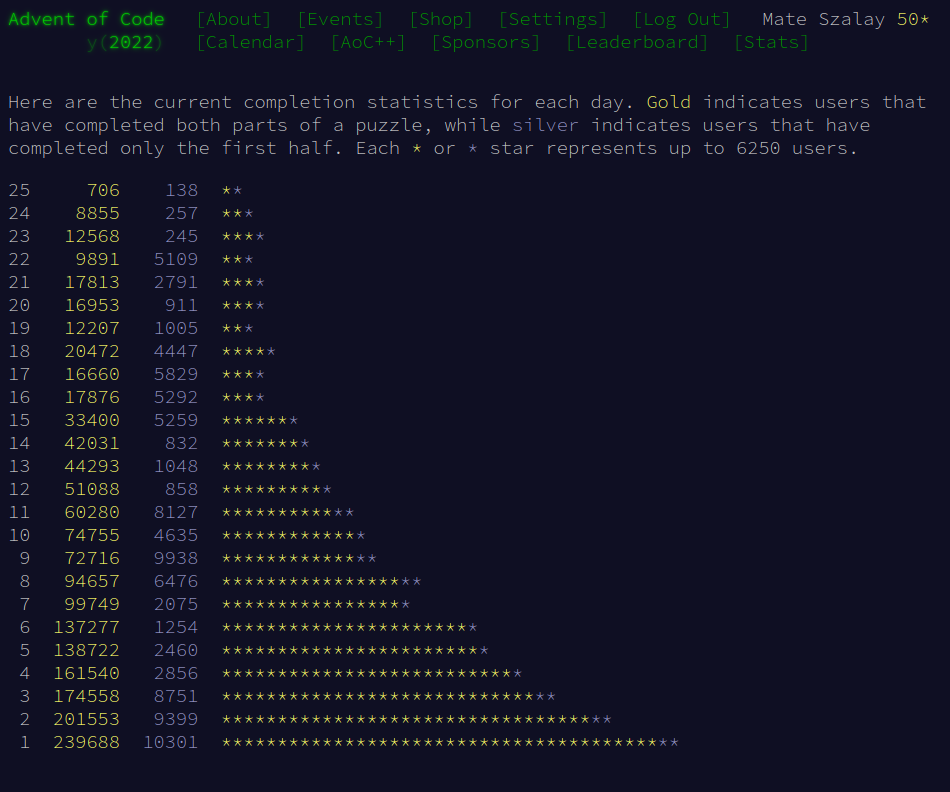 Advent of Code [About] [Events] [Shop] [Settings] [Log Out] Mate Szalay 50*
y(2022) [Calendar] [AoC++] [Sponsors] [Leaderboard] [Stats]
Here are the current completion statistics for each day. Gold indicates users that
have completed both parts of a puzzle, while silver indicates users that have
completed only the first half. Each * or * star represents up to 6250 users.
25 706 138 **
24 8855 257 ***
23 12568 245 ****
22 9891 5109 ***
21 17813 2791 ****
20 16953 911 ****
19 12207 1005 ***
18 20472 4447 *****
17 16660 5829 ****
16 17876 5292 ****
15 33400 5259 *******
14 42031 832 ********
13 44293 1048 *********
12 51088 858 **********
11 60280 8127 ************
10 74755 4635 *************
9 72716 9938 **************
8 94657 6476 ******************
7 99749 2075 *****************
6 137277 1254 ***********************
5 138722 2460 ************************
4 161540 2856 ***************************
3 174558 8751 ******************************
2 201553 9399 ***********************************
1 239688 10301 *****************************************